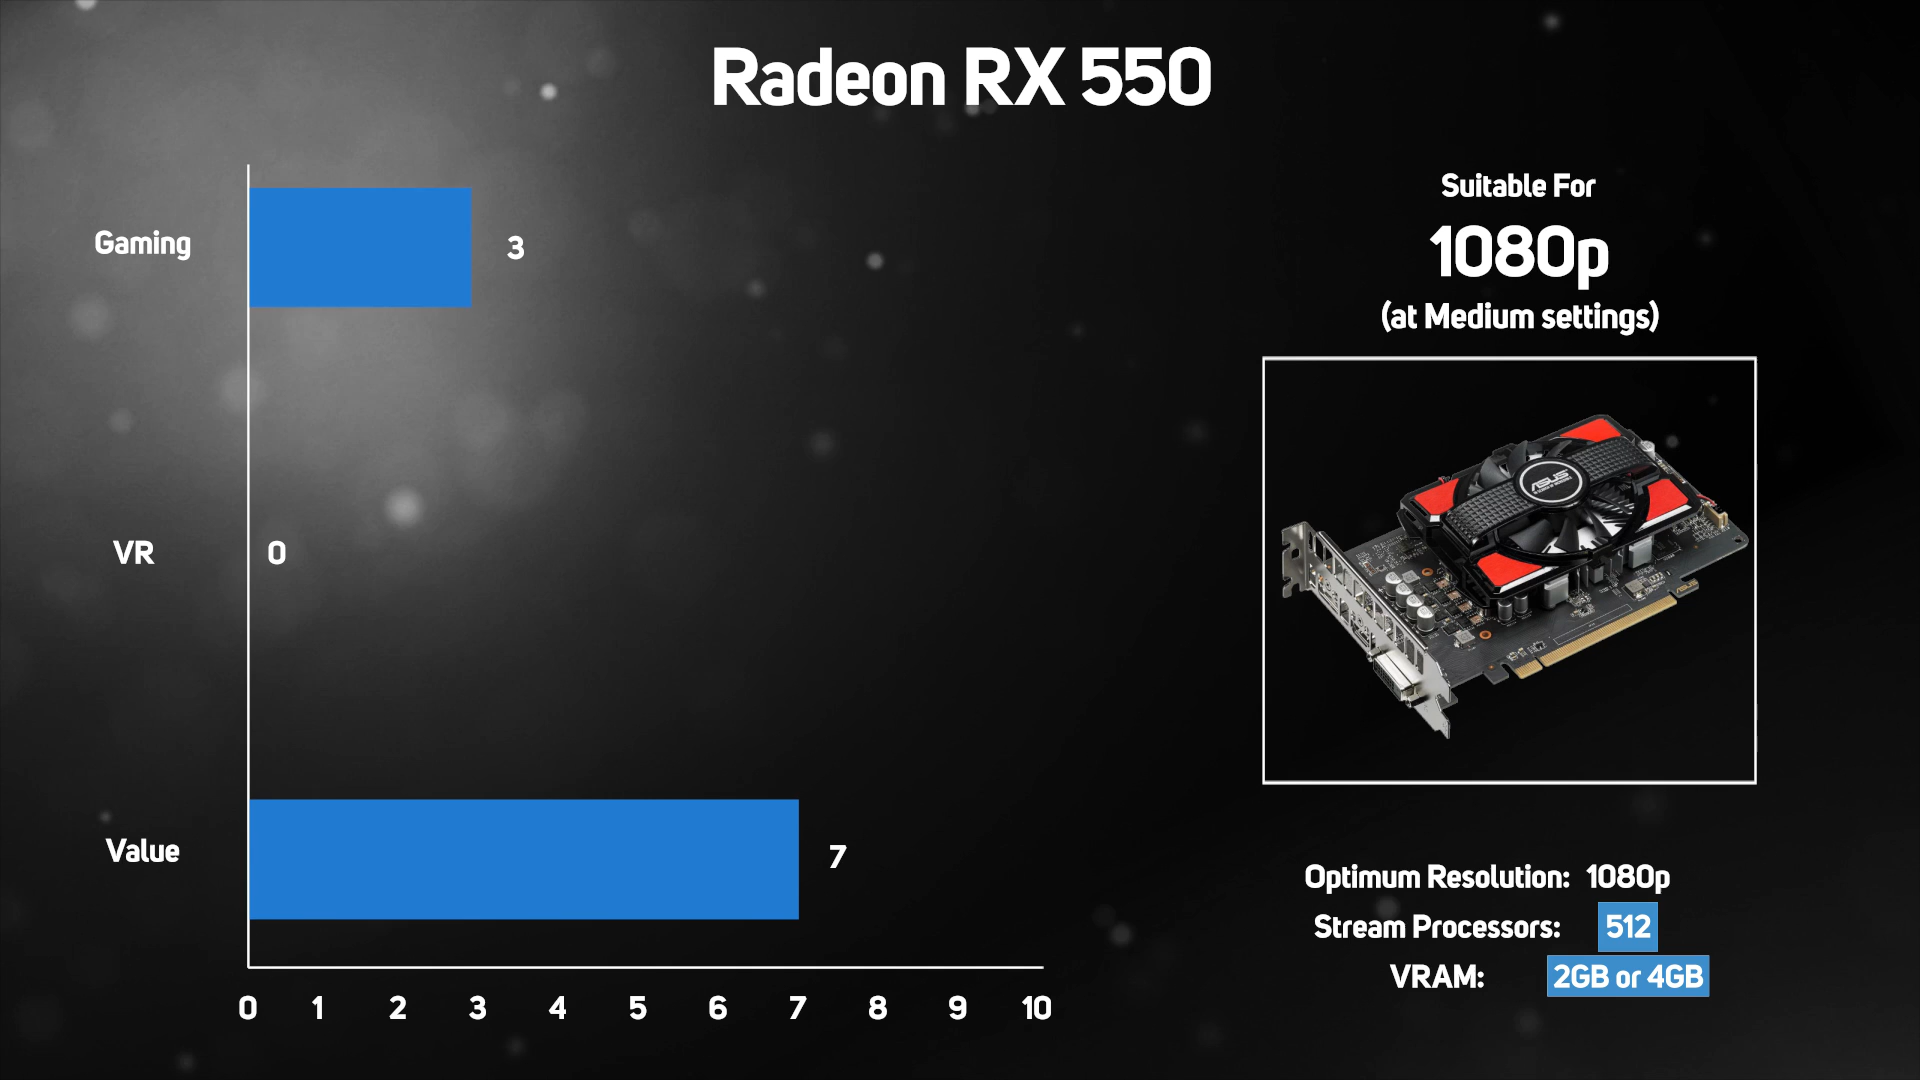 Radeon RX 550
Gaming
3
VR
0
Value
7
0 1 2 3 4 5 6 7 8 9 10
Suitable For
1080p
(at Medium settings)
ASUS
Optimum Resolution: 1080p
Stream Processors: 512
VRAM: 2GB or 4GB